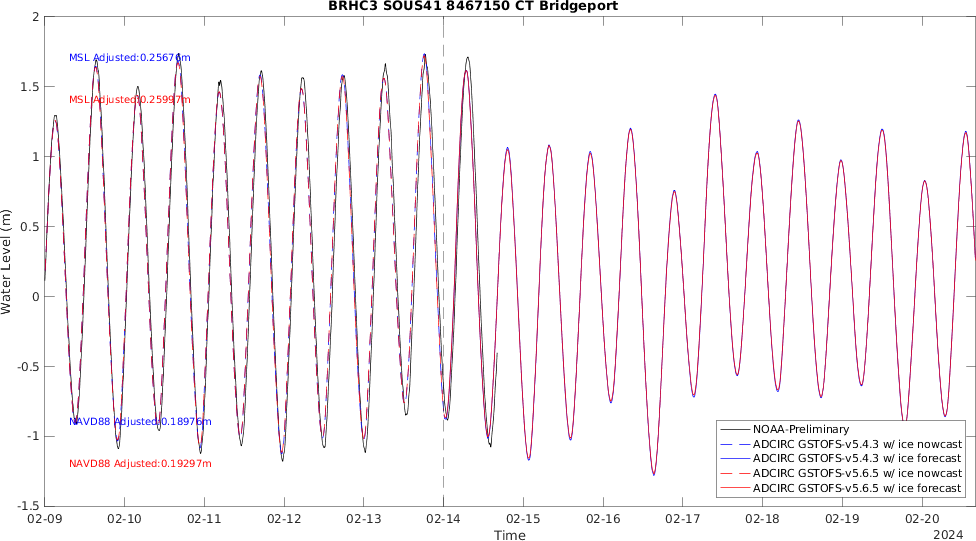 BRHC3 SOUS41 8467150 CT Bridgeport
2
MSL Adjusted:0.25676m
1.5
MSL Adjusted:0.25997m
1
0.5
Water Level (m)
0
-0.5
NAVD88 Adjusted:0.18976m
-1
NAVD88 Adjusted:0.19297m
-1.5
NOAA-Preliminary
ADCIRC GSTOFS-v5.4.3 w/ ice nowcast
ADCIRC GSTOFS-v5.4.3 w/ ice forecast
ADCIRC GSTOFS-v5.6.5 w/ ice nowcast
ADCIRC GSTOFS-v5.6.5 w/ ice forecast
02-09 02-10 02-11 02-12 02-13 02-14 02-15 02-16 02-17 02-18 02-19 02-20
Time
2024